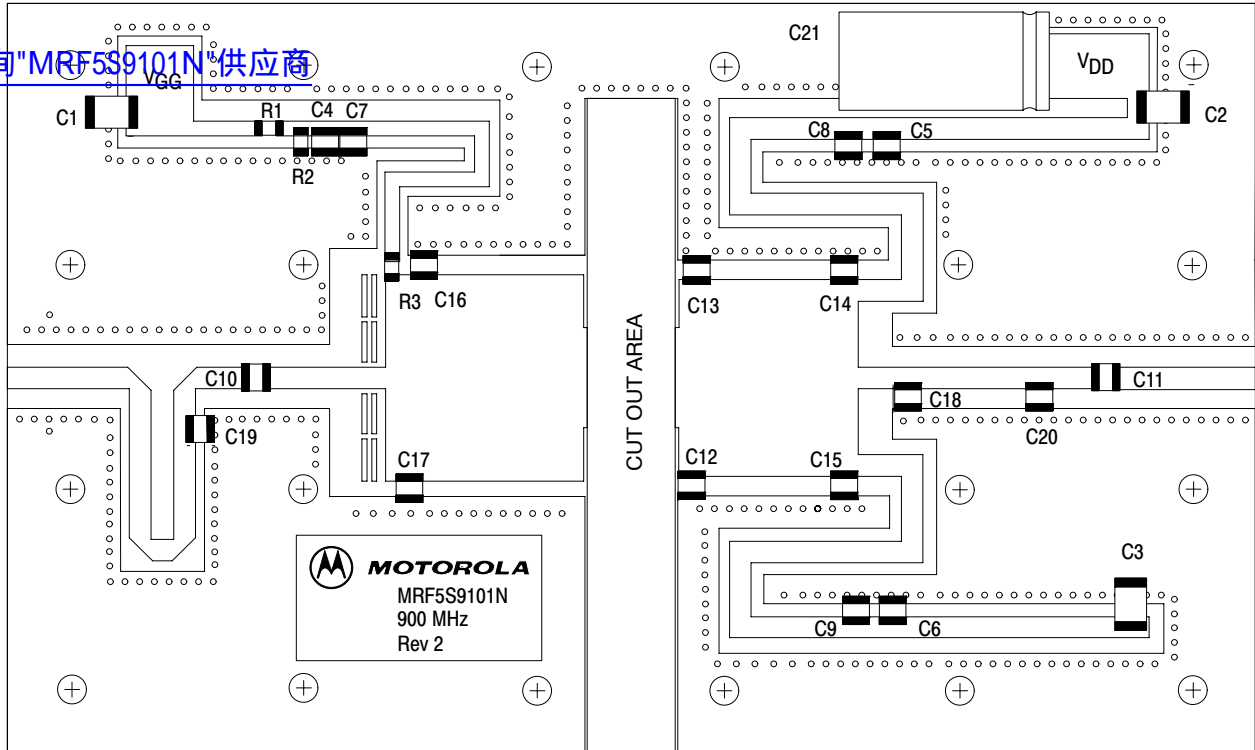 C21
间"MRF5S9101N"供应商
VGG
VDD
C1
R1
C4
C7
C8
C5
C2
R2
R3
C16
C13
C14
CUT OUT AREA
C10
C11
C18
C19
C20
C17
C12
C15
MOTOROLA
MRF5S9101N
900 MHz
Rev 2
C3
C9
C6